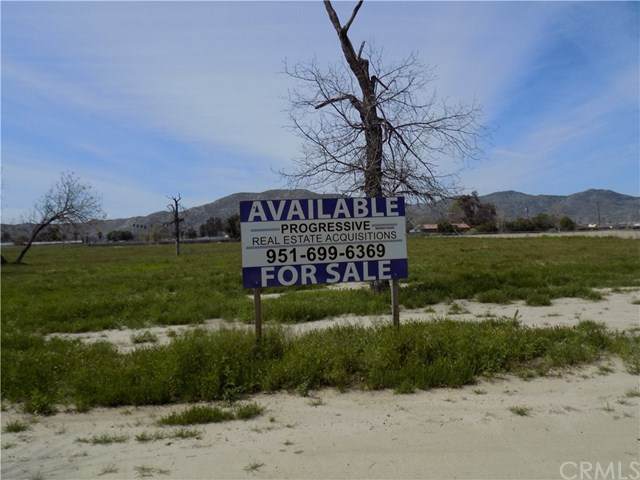 AVAILABLE
PROGRESSIVE
REAL ESTATE ACQUISITIONS
951-699-6369
FOR SALE
CRMLS